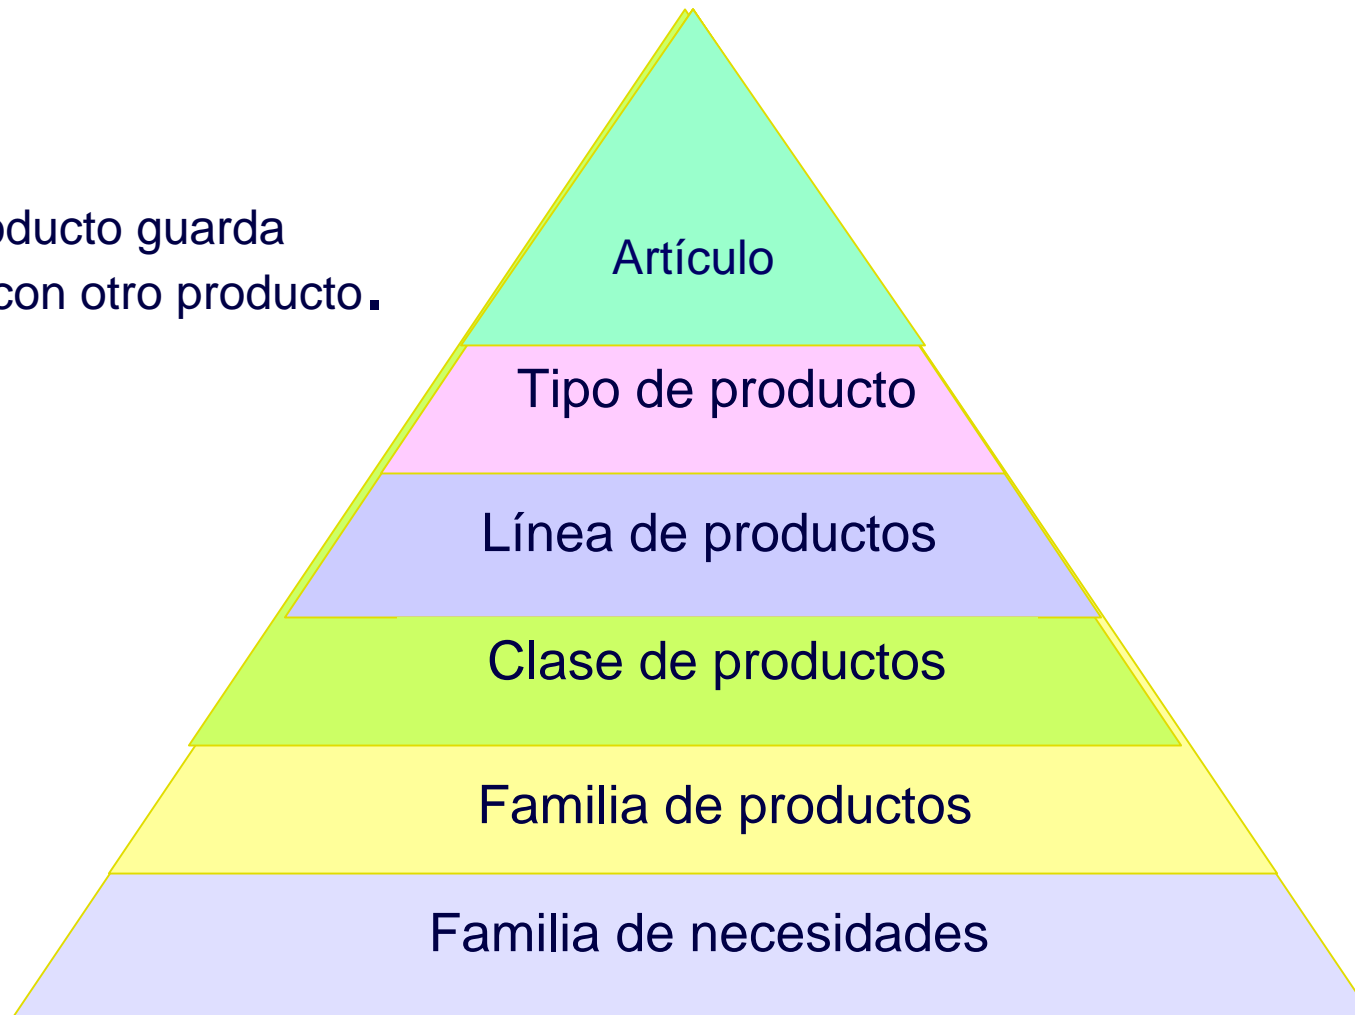 oducto guarda
con otro producto.
Artículo
Tipo de producto
Línea de productos
Clase de productos
Familia de productos
Familia de necesidades